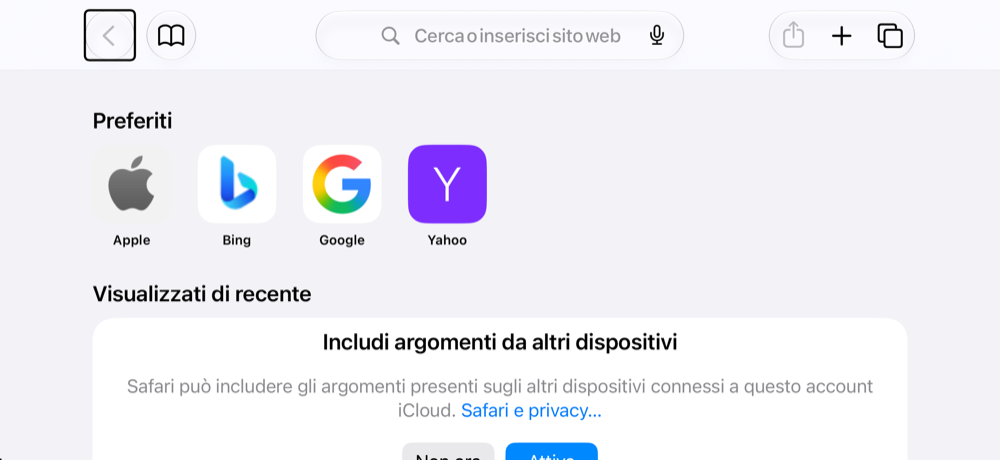 Cerca o inserisci sito web
Preferiti
Apple
Bing
Google
Yahoo
Visualizzati di recente
Includi argomenti da altri dispositivi
Safari può includere gli argomenti presenti sugli altri dispositivi connessi a questo account
iCloud. Safari e privacy...